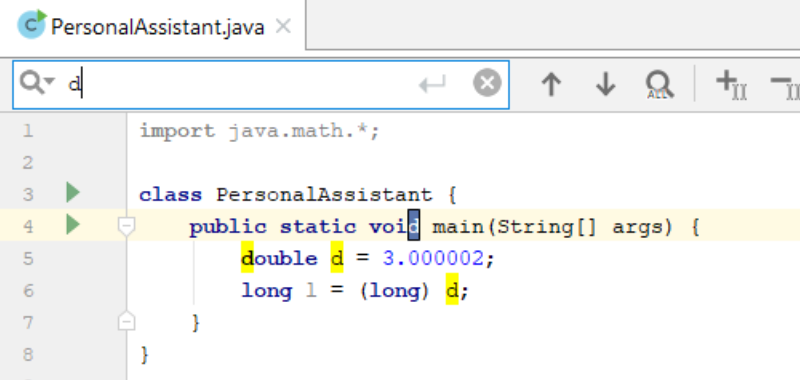 C PersonalAssistant.java ×
d
ALL
1 import java.math.*;
2
3 class PersonalAssistant {
4 public static void main(String[] args) {
5 double d = 3.000002;
6 long l = (long) d;
7 }
8 }